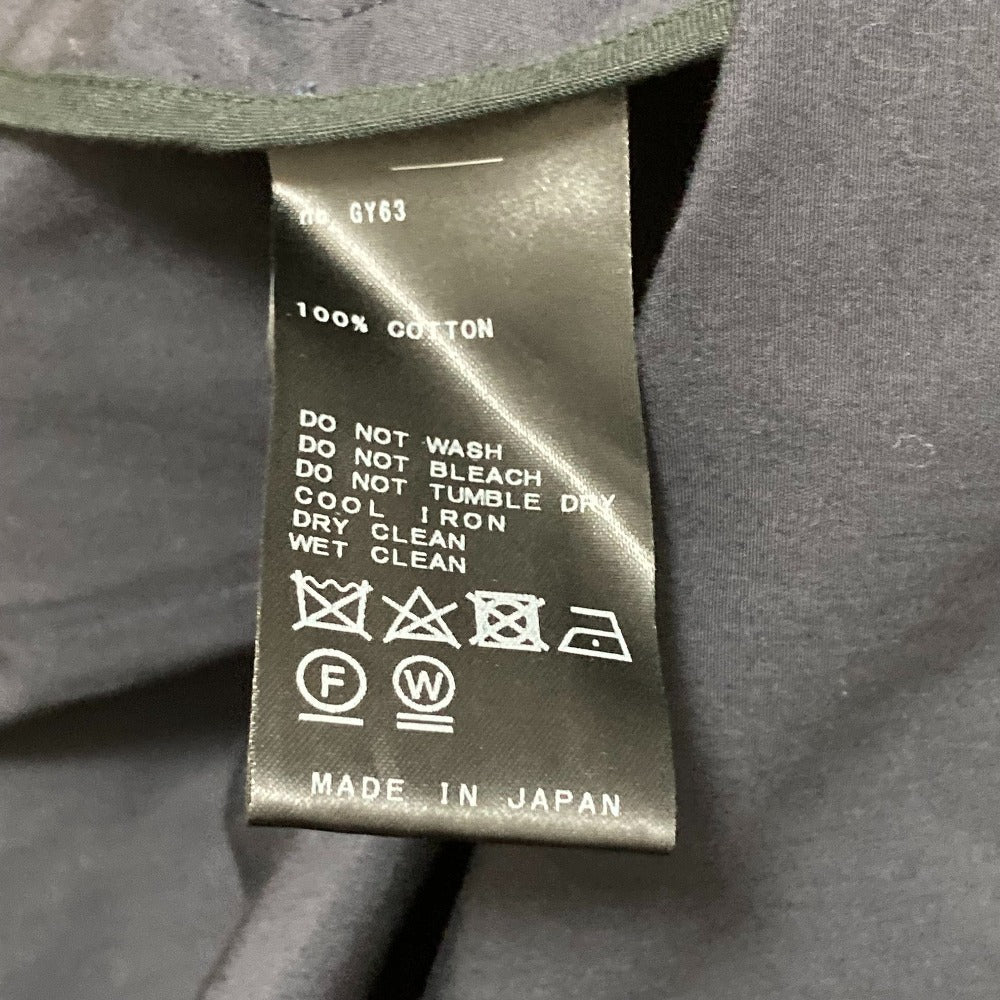 no. GY63
100% COTTON
DO NOT WASH
DO NOT BLEACH
DO NOT TUMBLE DRY
COOL IRON
DRY CLEAN
WET CLEAN
F W
MADE IN JAPAN